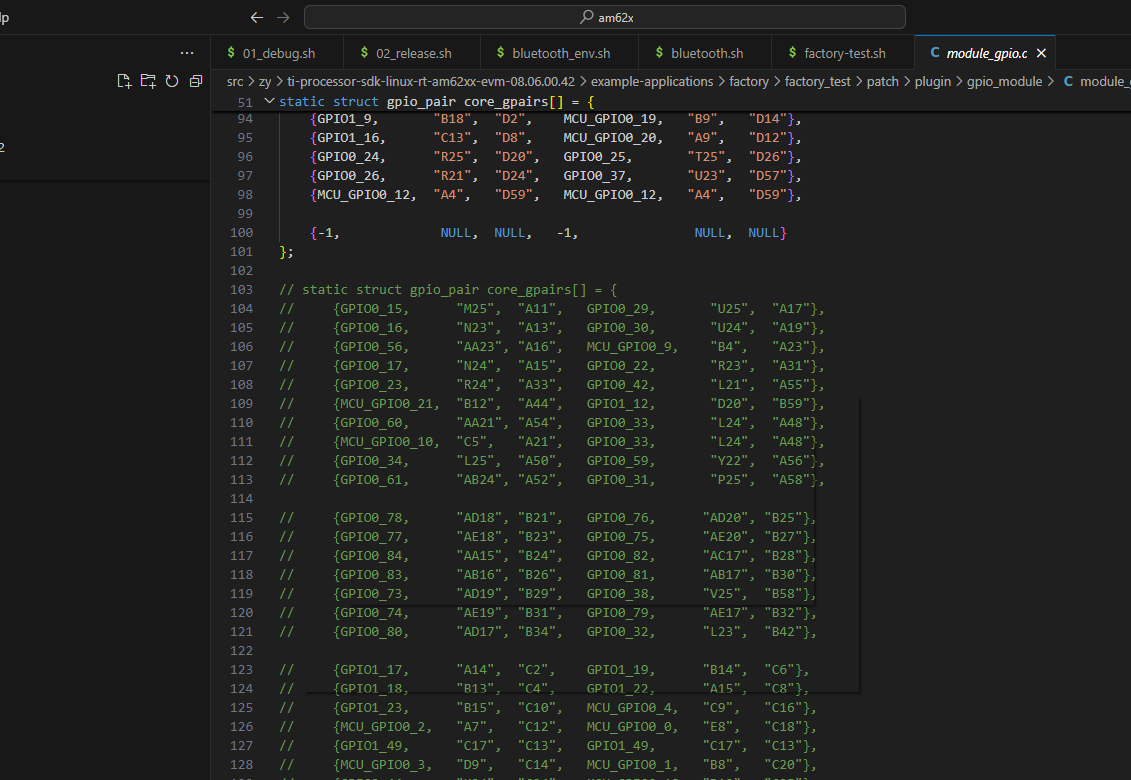 lp
am62x
$ 01_debug.sh $ 02_release.sh $ bluetooth_env.sh $ bluetooth.sh $ factory-test.sh C module_gpio.c
src > zy > ti-processor-sdk-linux-rt-am62xx-evm-08.06.00.42 > example-applications > factory > factory_test > patch > plugin > gpio_module > C module_
2
51 static struct gpio_pair core_gpairs[] = {
94 {GPIO1_9, "B18", "D2", MCU_GPIO0_19, "B9", "D14"},
95 {GPIO1_16, "C13", "D8", MCU_GPIO0_20, "A9", "D12"},
96 {GPIO0_24, "R25", "D20", GPIO0_25, "T25", "D26"},
97 {GPIO0_26, "R21", "D24", GPIO0_37, "U23", "D57"},
98 {MCU_GPIO0_12, "A4", "D59", MCU_GPIO0_12, "A4", "D59"},
99
100 {-1, NULL, NULL, -1, NULL, NULL}
101 };
102
103 // static struct gpio_pair core_gpairs[] = {
104 // {GPIO0_15, "M25", "A11", GPIO0_29, "U25", "A17"},
105 // {GPIO0_16, "N23", "A13", GPIO0_30, "U24", "A19"},
106 // {GPIO0_56, "AA23", "A16", MCU_GPIO0_9, "B4", "A23"},
107 // {GPIO0_17, "N24", "A15", GPIO0_22, "R23", "A31"},
108 // {GPIO0_23, "R24", "A33", GPIO0_42, "L21", "A55"},
109 // {MCU_GPIO0_21, "B12", "A44", GPIO1_12, "D20", "B59"},
110 // {GPIO0_60, "AA21", "A54", GPIO0_33, "L24", "A48"},
111 // {MCU_GPIO0_10, "C5", "A21", GPIO0_33, "L24", "A48"},
112 // {GPIO0_34, "L25", "A50", GPIO0_59, "Y22", "A56"},
113 // {GPIO0_61, "AB24", "A52", GPIO0_31, "P25", "A58"},
114
115 // {GPIO0_78, "AD18", "B21", GPIO0_76, "AD20", "B25"},
116 // {GPIO0_77, "AE18", "B23", GPIO0_75, "AE20", "B27"},
117 // {GPIO0_84, "AA15", "B24", GPIO0_82, "AC17", "B28"},
118 // {GPIO0_83, "AB16", "B26", GPIO0_81, "AB17", "B30"},
119 // {GPIO0_73, "AD19", "B29", GPIO0_38, "V25", "B58"},
120 // {GPIO0_74, "AE19", "B31", GPIO0_79, "AE17", "B32"},
121 // {GPIO0_80, "AD17", "B34", GPIO0_32, "L23", "B42"},
122
123 // {GPIO1_17, "A14", "C2", GPIO1_19, "B14", "C6"},
124 // {GPIO1_18, "B13", "C4", GPIO1_22, "A15", "C8"},
125 // {GPIO1_23, "B15", "C10", MCU_GPIO0_4, "C9", "C16"},
126 // {MCU_GPIO0_2, "A7", "C12", MCU_GPIO0_0, "E8", "C18"},
127 // {GPIO1_49, "C17", "C13", GPIO1_49, "C17", "C13"},
128 // {MCU_GPIO0_3, "D9", "C14", MCU_GPIO0_1, "B8", "C20"},